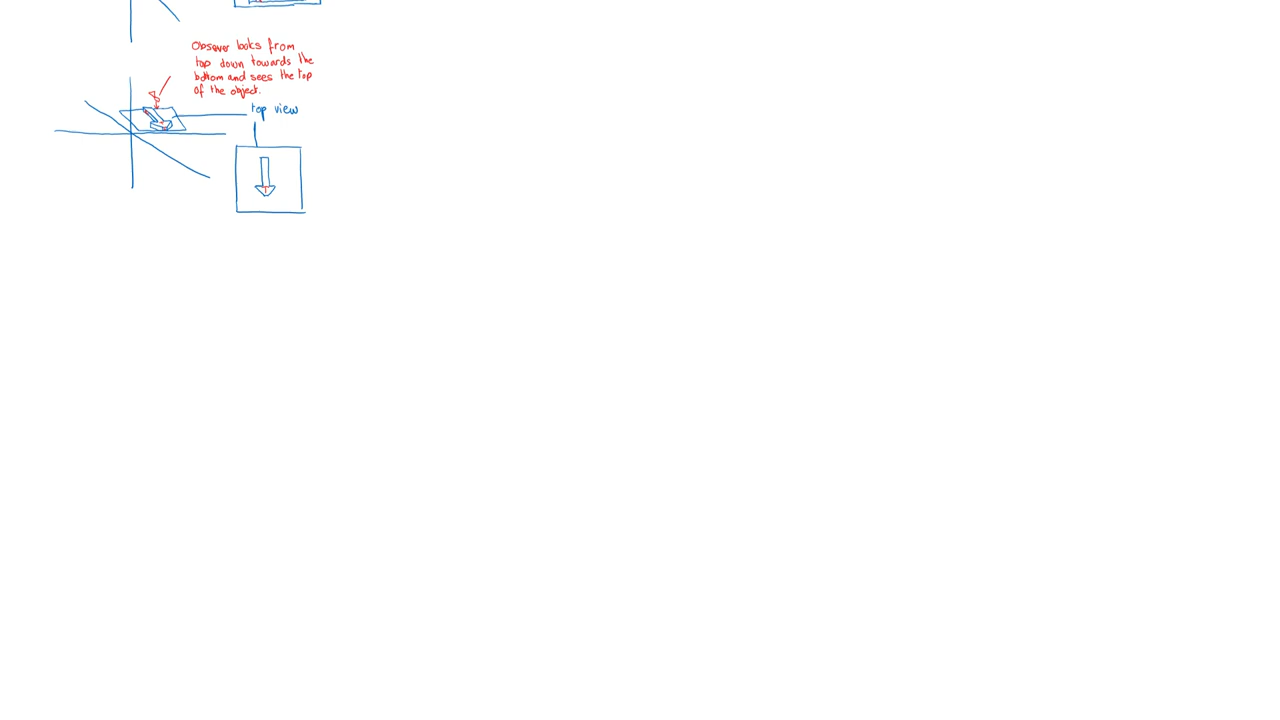 Observer looks from
top down towards the
bottom and sees the top
of the object.
top view